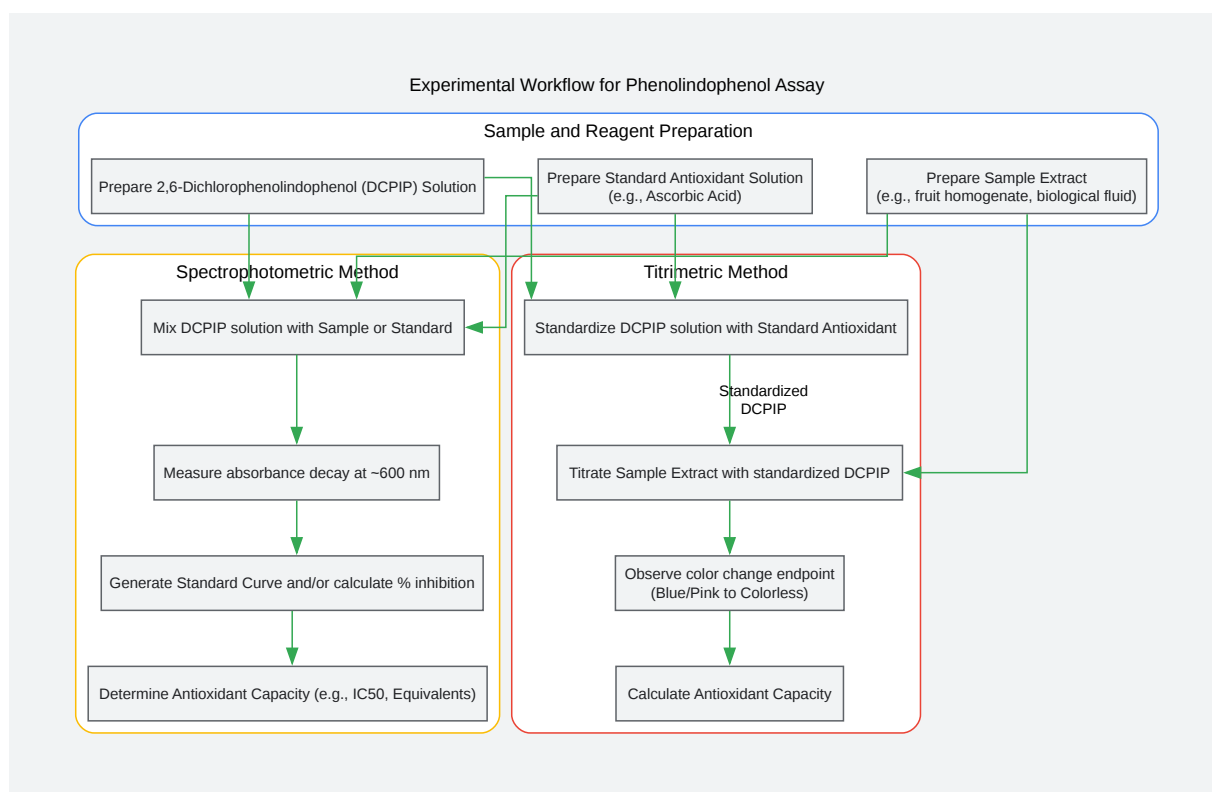 Experimental Workflow for Phenolindophenol Assay
Sample and Reagent Preparation
Prepare 2,6-Dichlorophenolindophenol (DCPIP) Solution
Prepare Standard Antioxidant Solution
(e.g., Ascorbic Acid)
Prepare Sample Extract
(e.g., fruit homogenate, biological fluid)
Spectrophotometric Method
Mix DCPIP solution with Sample or Standard
Measure absorbance decay at ~600 nm
Generate Standard Curve and/or calculate % inhibition
Determine Antioxidant Capacity (e.g., IC50, Equivalents)
Titrimetric Method
Standardize DCPIP solution with Standard Antioxidant
Standardized
DCPIP
Titrate Sample Extract with standardized DCPIP
Observe color change endpoint
(Blue/Pink to Colorless)
Calculate Antioxidant Capacity